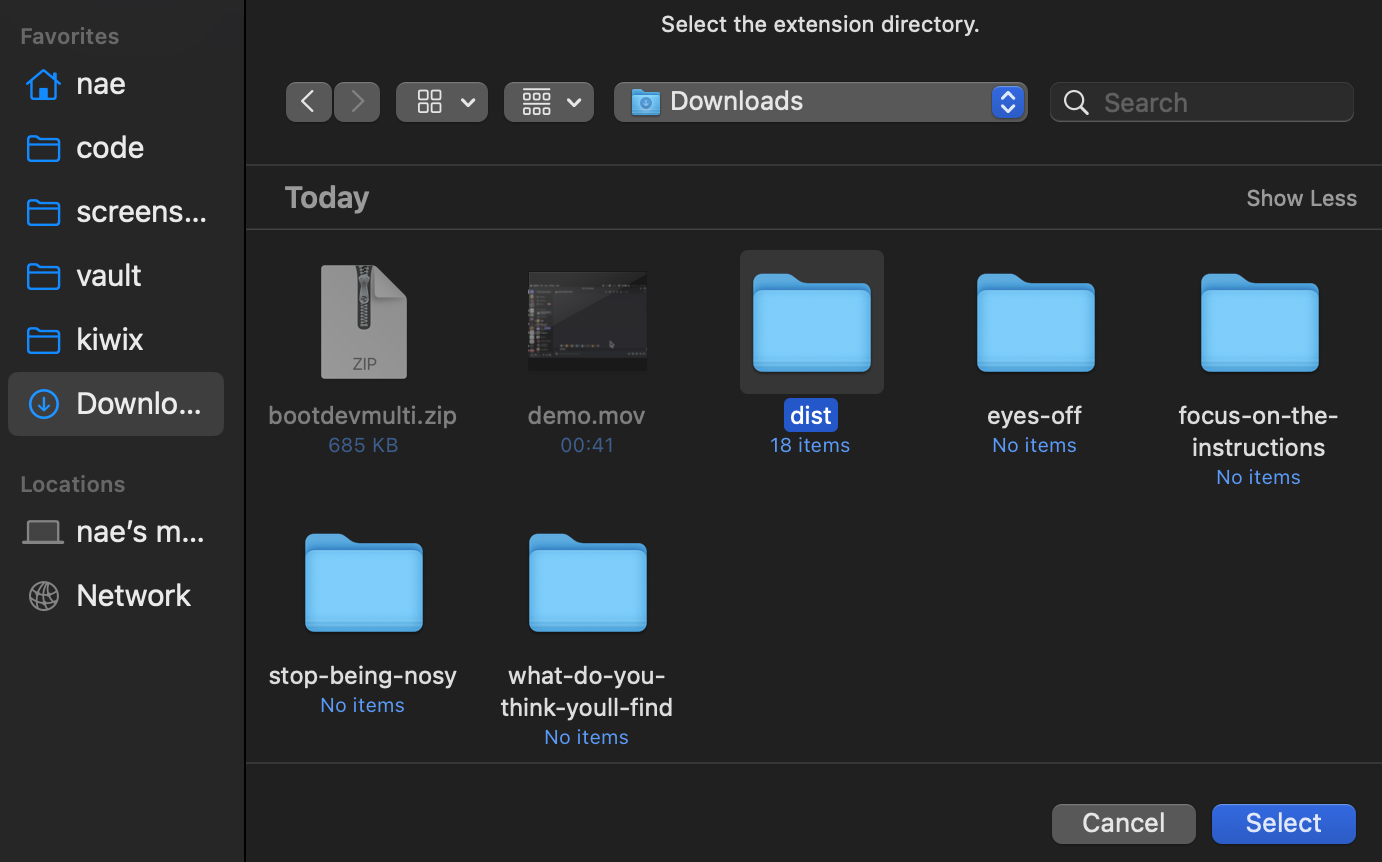 Select the extension directory.
Favorites
nae
code
screens...
vault
kiwix
Downlo...
Locations
nae’s m...
Network
Downloads
Search
Today
Show Less
ZIP
bootdevmulti.zip
685 KB
demo.mov
00:41
dist
18 items
eyes-off
No items
focus-on-the-
instructions
No items
stop-being-nosy
No items
what-do-you-
think-youll-find
No items
Cancel
Select